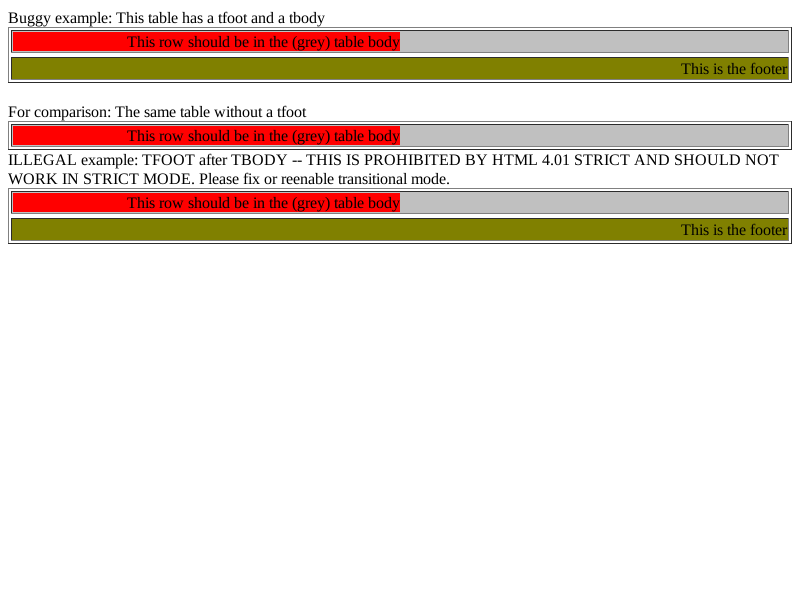 Buggy example: This table has a tfoot and a tbody
This row should be in the (grey) table body
This is the footer
For comparison: The same table without a tfoot
This row should be in the (grey) table body
ILLEGAL example: TFOOT after TBODY -- THIS IS PROHIBITED BY HTML 4.01 STRICT AND SHOULD NOT
WORK IN STRICT MODE. Please fix or reenable transitional mode.
This row should be in the (grey) table body
This is the footer